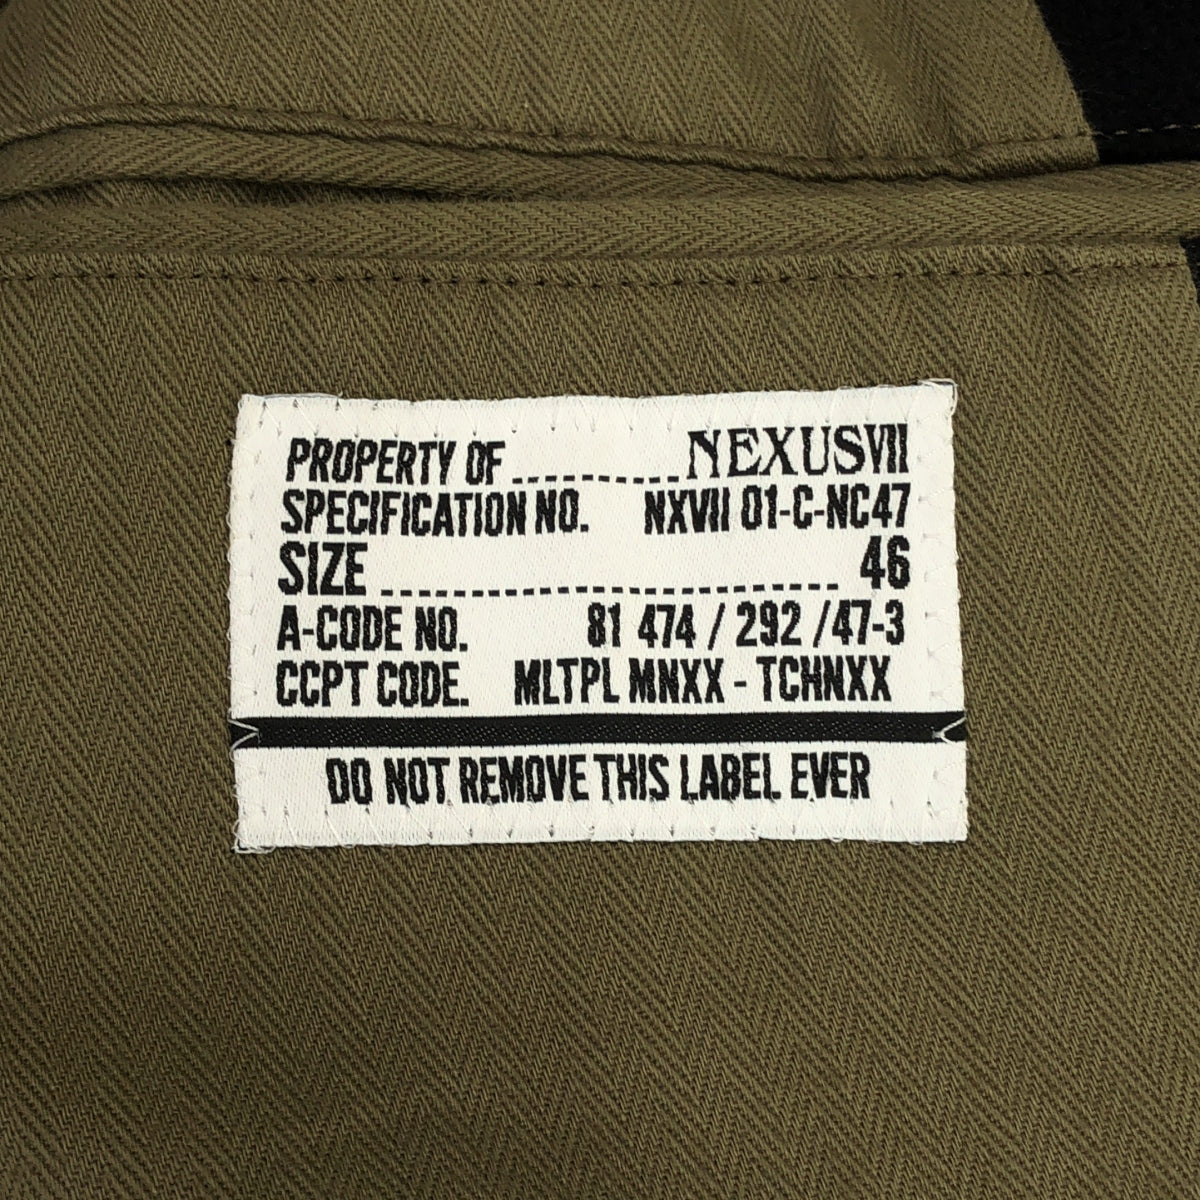 PROPERTY OF NEXUSVII
SPECIFICATION NO. NXVII 01-C-NC47
SIZE 46
A-CODE NO. 81 474 / 292 /47-3
CCPT CODE. MLTPL MNXX - TCHNXX
DO NOT REMOVE THIS LABEL EVER